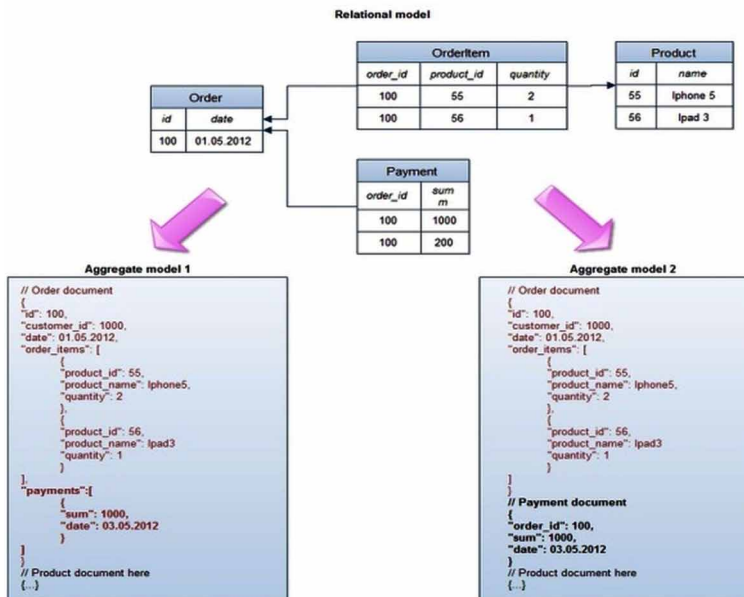 Relational model
OrderItem
order_id product_id quantity
100 55 2
100 56 1
Product
id name
55 Iphone 5
56 Ipad 3
Order
id date
100 01.05.2012
Payment
order_id sum
m
100 1000
100 200
Aggregate model 1
// Order document
{
"id": 100,
"customer_id": 1000,
"date": 01.05.2012,
"order_items": [
{
"product_id": 55,
"product_name": Iphone5,
"quantity": 2
},
{
"product_id": 56,
"product_name": Ipad3
"quantity": 1
}
],
"payments":[
{
"sum": 1000,
"date": 03.05.2012
}
]
}
// Product document here
{...}
Aggregate model 2
// Order document
{
"id": 100,
"customer_id": 1000,
"date": 01.05.2012,
"order_items": [
{
"product_id": 55,
"product_name": Iphone5,
"quantity": 2
},
{
"product_id": 56,
"product_name": Ipad3
"quantity": 1
}
]
}
// Payment document
{
"order_id": 100,
"sum": 1000,
"date": 03.05.2012
}
// Product document here
{...}